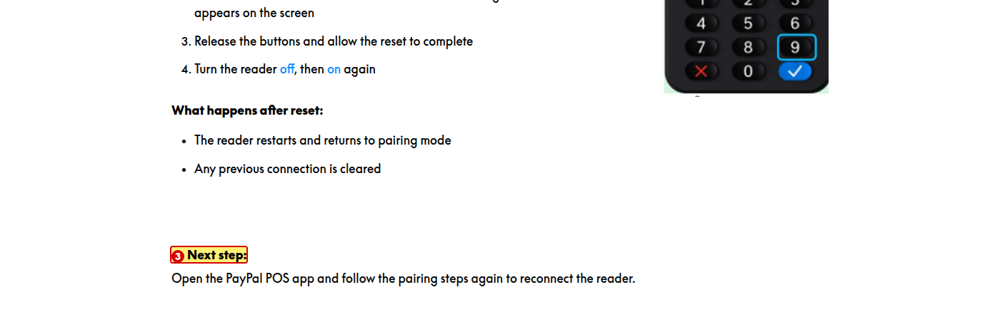 appears on the screen
3. Release the buttons and allow the reset to complete
4. Turn the reader off, then on again
What happens after reset:
• The reader restarts and returns to pairing mode
• Any previous connection is cleared
3 Next step:
Open the PayPal POS app and follow the pairing steps again to reconnect the reader.
1 2 3
4 5 6
7 8 9
0